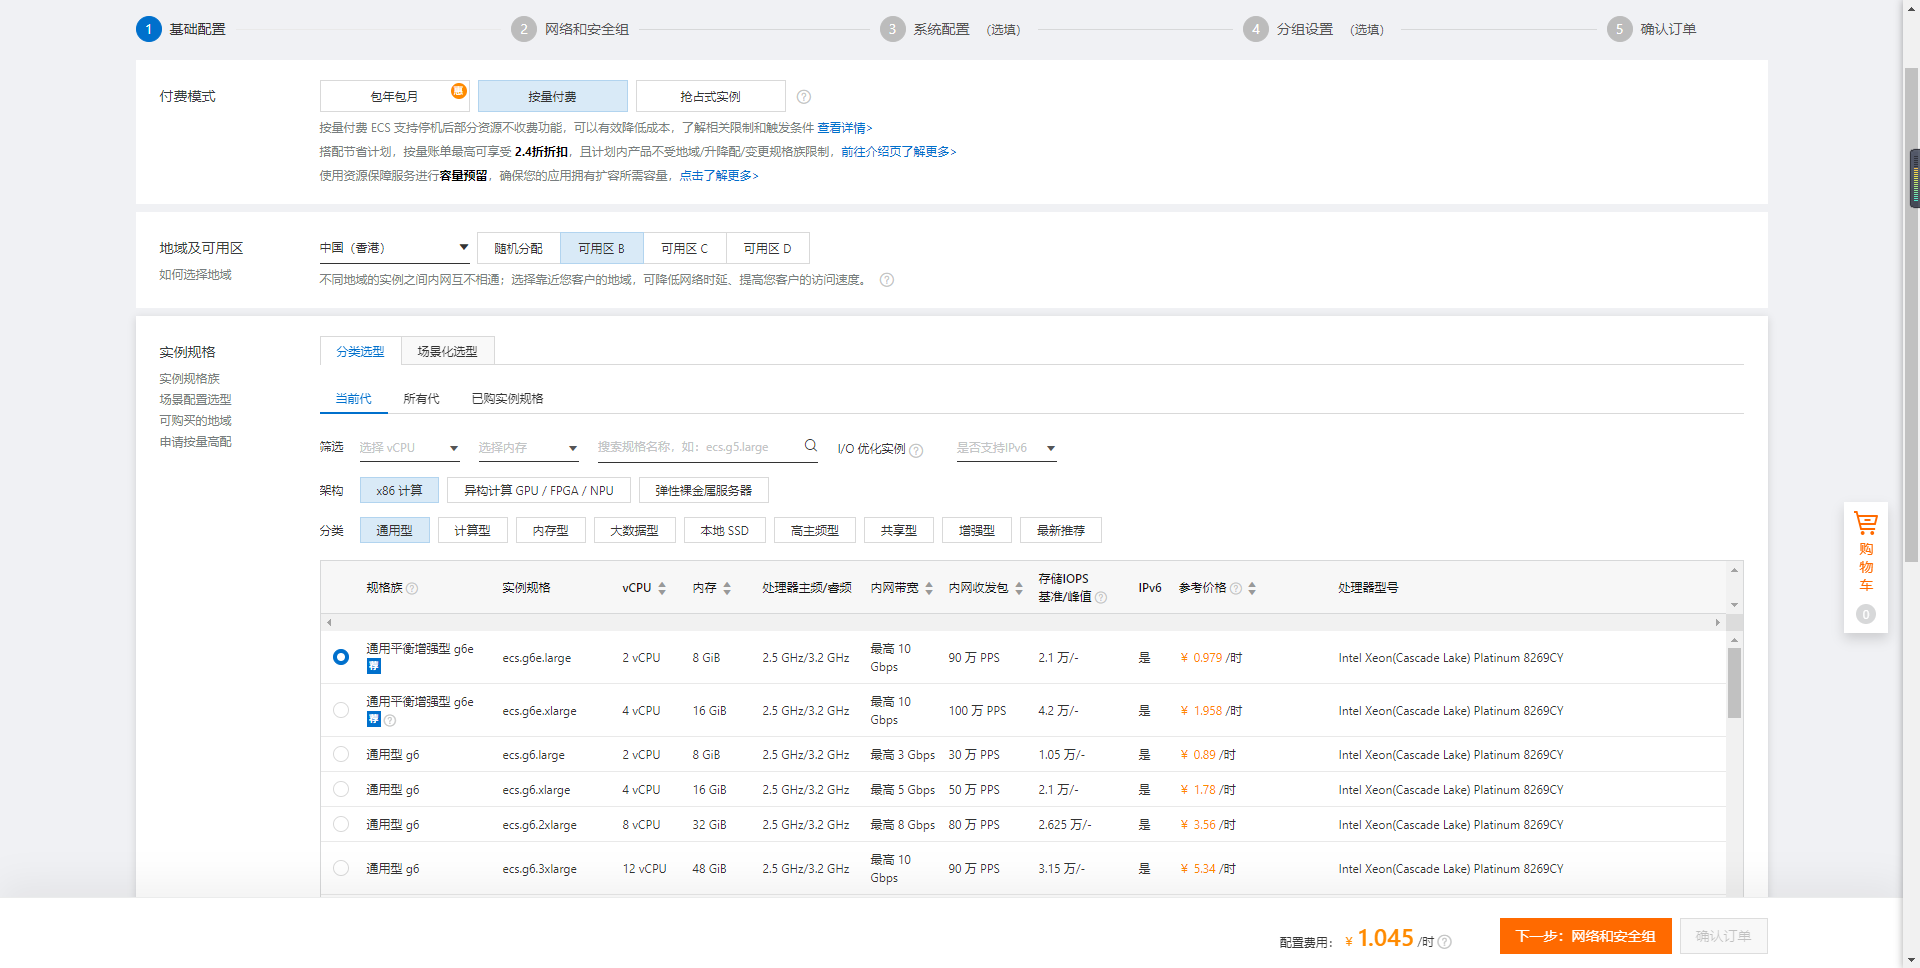 1 基础配置 2 网络和安全组 3 系统配置 (选填) 4 分组设置 (选填) 5 确认订单
付费模式 包年包月 惠 按量付费 抢占式实例
按量付费 ECS 支持停机后部分资源不收费功能，可以有效降低成本，了解相关限制和触发条件 查看详情>
搭配节省计划，按量账单最高可享受 2.4折折扣，且计划内产品不受地域/升降配/变更规格族限制，前往介绍页了解更多>
使用资源保障服务进行容量预留，确保您的应用拥有扩容所需容量，点击了解更多>
地域及可用区 中国（香港） 随机分配 可用区 B 可用区 C 可用区 D
如何选择地域 不同地域的实例之间内网互不相通；选择靠近您客户的地域，可降低网络时延、提高您客户的访问速度。
实例规格 分类选型 场景化选型
实例规格族
场景配置选型 当前代 所有代 已购实例规格
可购买的地域
申请按量高配
筛选 选择 vCPU 选择内存 搜索规格名称，如：ecs.g5.large I/O 优化实例 是否支持IPv6
架构 x86 计算 异构计算 GPU / FPGA / NPU 弹性裸金属服务器
分类 通用型 计算型 内存型 大数据型 本地 SSD 高主频型 共享型 增强型 最新推荐
规格族 实例规格 vCPU 内存 处理器主频/睿频 内网带宽 内网收发包 存储IOPS 基准/峰值 IPv6 参考价格 处理器型号
通用平衡增强型 g6e 荐 ecs.g6e.large 2 vCPU 8 GiB 2.5 GHz/3.2 GHz 最高 10 Gbps 90 万 PPS 2.1 万/- 是 ¥ 0.979 /时 Intel Xeon(Cascade Lake) Platinum 8269CY
通用平衡增强型 g6e 荐 ecs.g6e.xlarge 4 vCPU 16 GiB 2.5 GHz/3.2 GHz 最高 10 Gbps 100 万 PPS 4.2 万/- 是 ¥ 1.958 /时 Intel Xeon(Cascade Lake) Platinum 8269CY
通用型 g6 ecs.g6.large 2 vCPU 8 GiB 2.5 GHz/3.2 GHz 最高 3 Gbps 30 万 PPS 1.05 万/- 是 ¥ 0.89 /时 Intel Xeon(Cascade Lake) Platinum 8269CY
通用型 g6 ecs.g6.xlarge 4 vCPU 16 GiB 2.5 GHz/3.2 GHz 最高 5 Gbps 50 万 PPS 2.1 万/- 是 ¥ 1.78 /时 Intel Xeon(Cascade Lake) Platinum 8269CY
通用型 g6 ecs.g6.2xlarge 8 vCPU 32 GiB 2.5 GHz/3.2 GHz 最高 8 Gbps 80 万 PPS 2.625 万/- 是 ¥ 3.56 /时 Intel Xeon(Cascade Lake) Platinum 8269CY
通用型 g6 ecs.g6.3xlarge 12 vCPU 48 GiB 2.5 GHz/3.2 GHz 最高 10 Gbps 90 万 PPS 3.15 万/- 是 ¥ 5.34 /时 Intel Xeon(Cascade Lake) Platinum 8269CY
购物车
0
配置费用： ¥ 1.045 /时 下一步：网络和安全组 确认订单